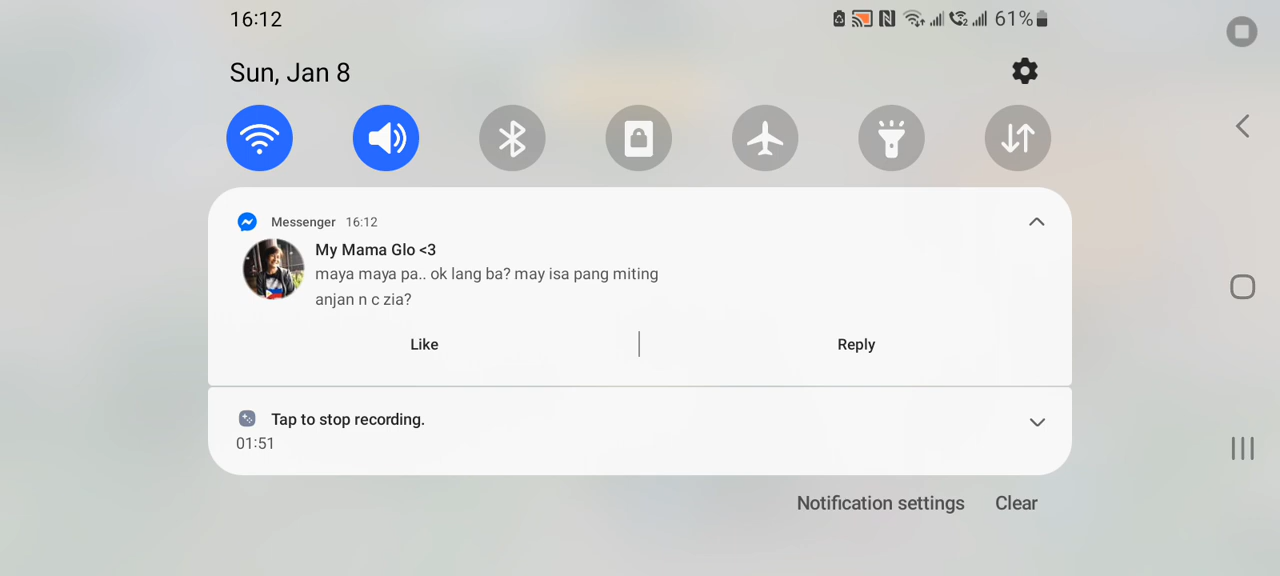 16:12
61%
Sun, Jan 8
Messenger 16:12
My Mama Glo <3
maya maya pa.. ok lang ba? may isa pang miting
anjan n c zia?
Like
Reply
Tap to stop recording.
01:51
Notification settings
Clear